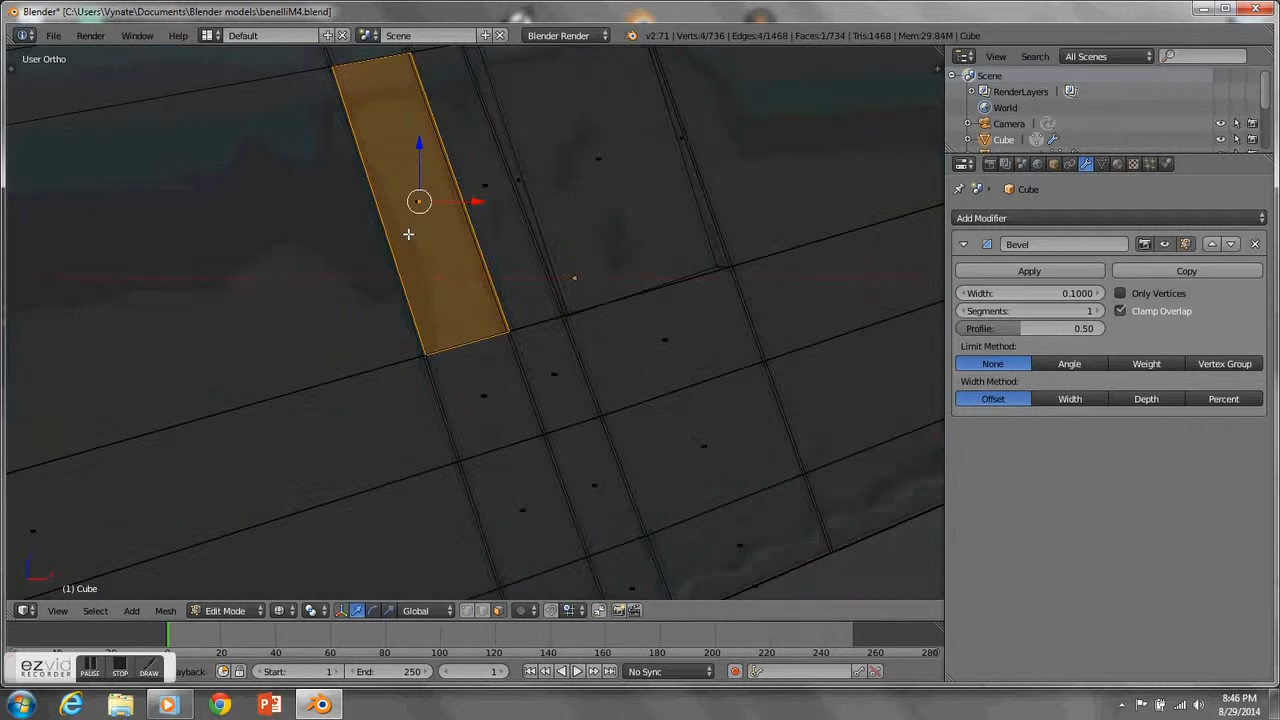 Blender* [C:\Users\Vynate\Documents\Blender models\benelliM4.blend]
File Render Window Help Default Scene Blender Render v2.71 | Verts:4/736 | Edges:4/1468 | Faces:1/734 | Tris:1468 | Mem:29.84M | Cube
User Ortho
View Search All Scenes
Scene
RenderLayers
World
Camera
Cube
Cube
Add Modifier
Bevel
Apply Copy
Width: 0.1000 Only Vertices
Segments: 1 Clamp Overlap
Profile: 0.50
Limit Method:
None Angle Weight Vertex Group
Width Method:
Offset Width Depth Percent
(1) Cube
View Select Add Mesh Edit Mode Global
0 20 40 60 80 100 120 140 160 180 200 220 240 260 280
ezvid
RECORDER
PAUSE STOP DRAW
Start: 1 End: 250 1 No Sync
8:46 PM
8/29/2014